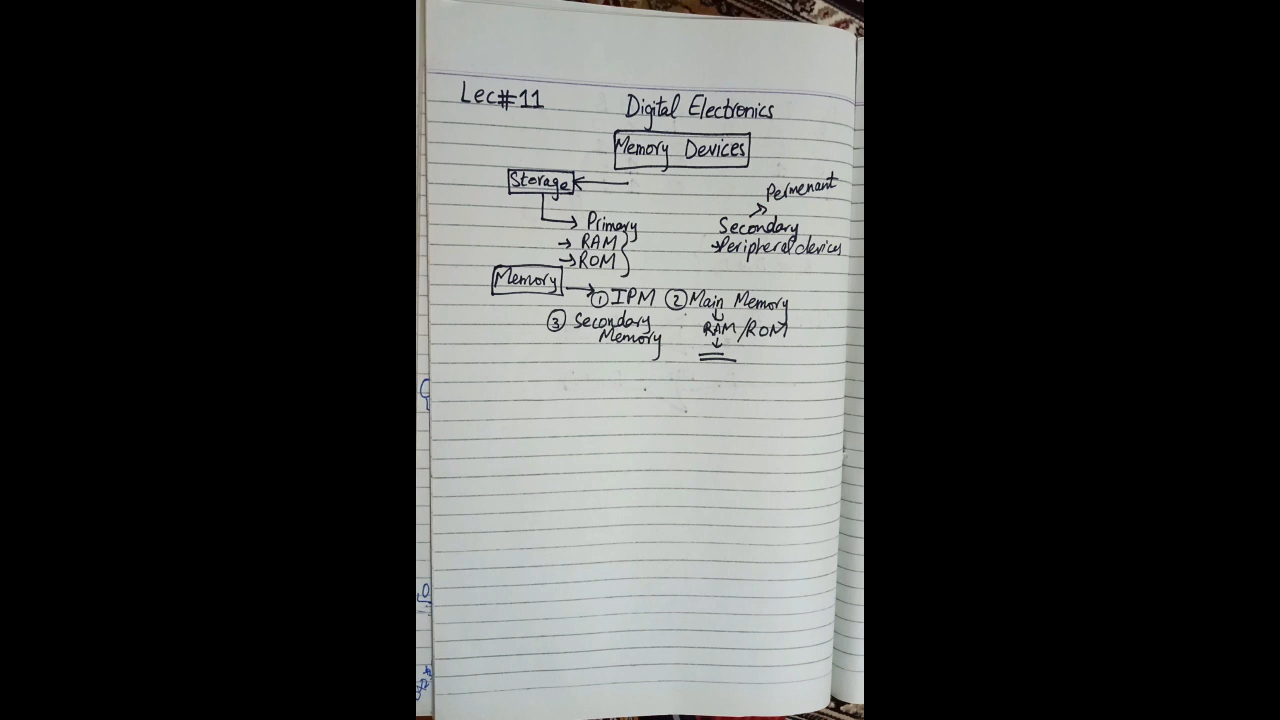 Lec#11
Digital Electronics
Memory Devices
Storage ←
Permenant
→ Primary
Secondary
→ RAM
→ Peripheral devices
→ ROM
Memory → ① IPM ② Main Memory
③ Secondary Memory
RAM/ROM